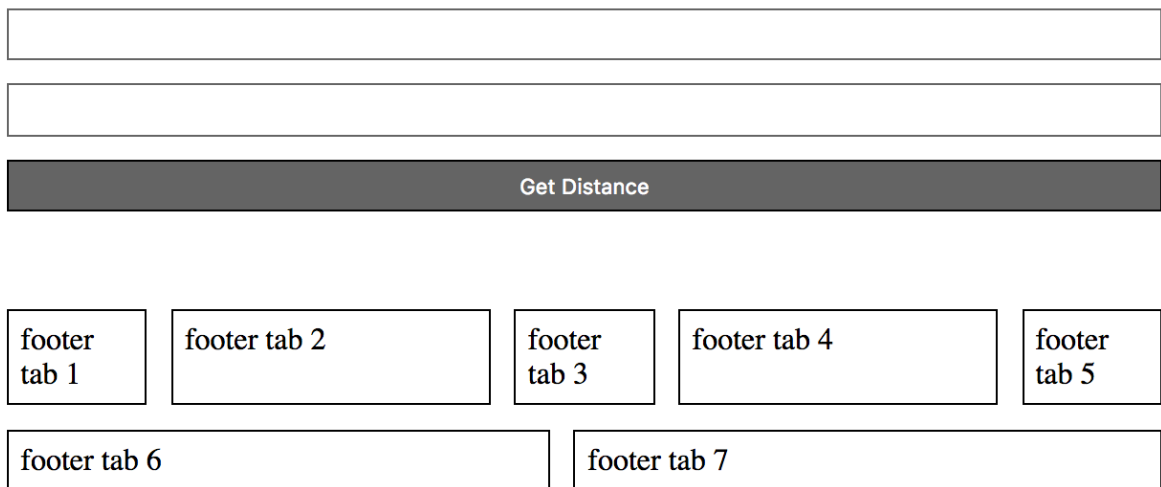 Get Distance
footer
tab 1
footer tab 2
footer
tab 3
footer tab 4
footer
tab 5
footer tab 6
footer tab 7